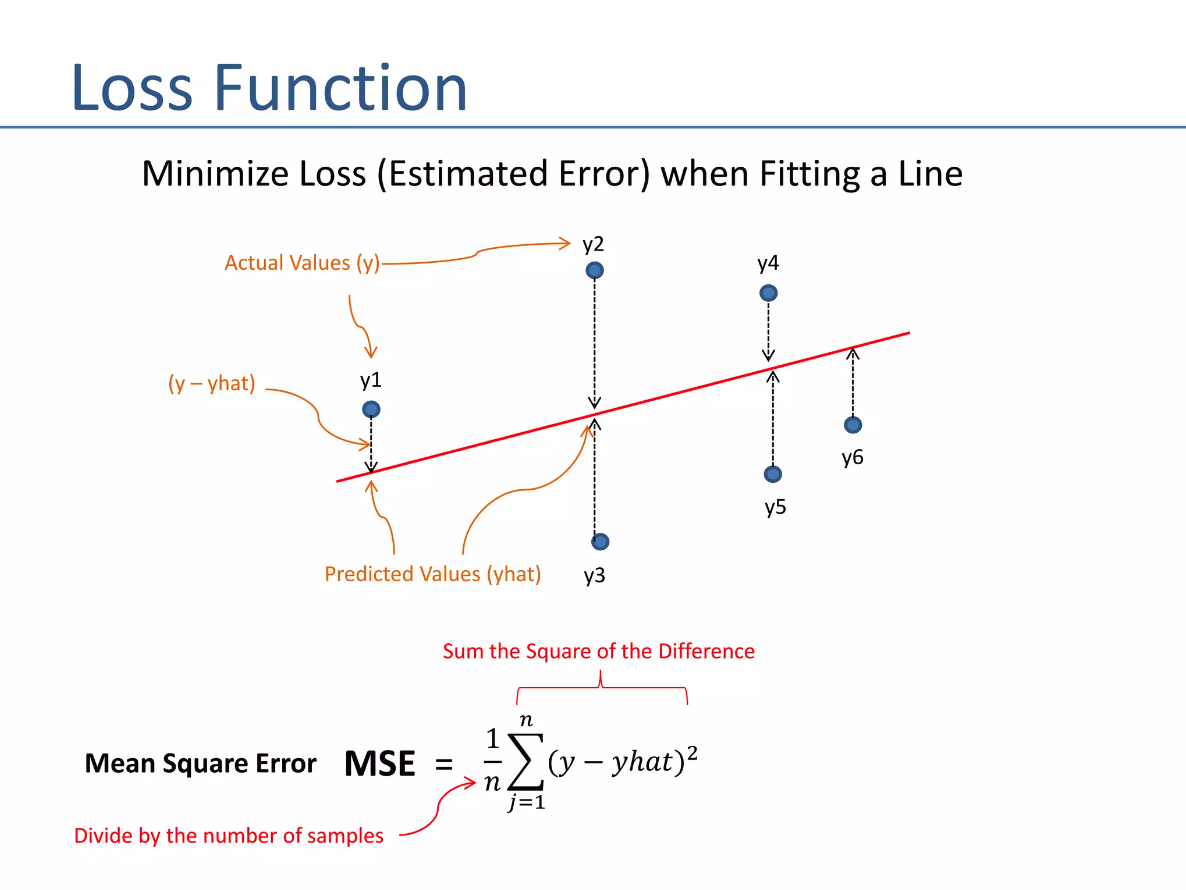 Loss Function
Minimize Loss (Estimated Error) when Fitting a Line
y2
Actual Values (y)
y4
(y – yhat)
y1
y6
y5
Predicted Values (yhat)
y3
Sum the Square of the Difference
Mean Square Error MSE = \frac{1}{n}\sum_{j=1}^{n}(y − yhat)^2
Divide by the number of samples